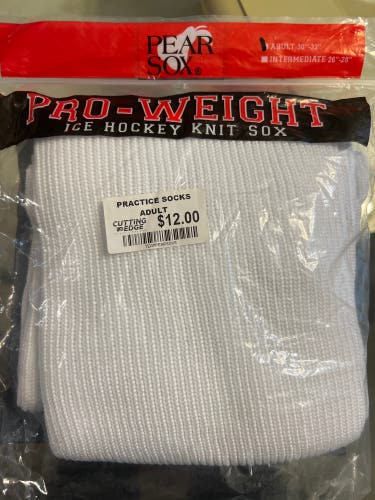 PEAR
SOX®
ADULT 30"-33"
INTERMEDIATE 26"-28"
PRO-WEIGHT
ICE HOCKEY KNIT SOX
PRACTICE SOCKS
ADULT
CUTTING
EDGE
$12.00